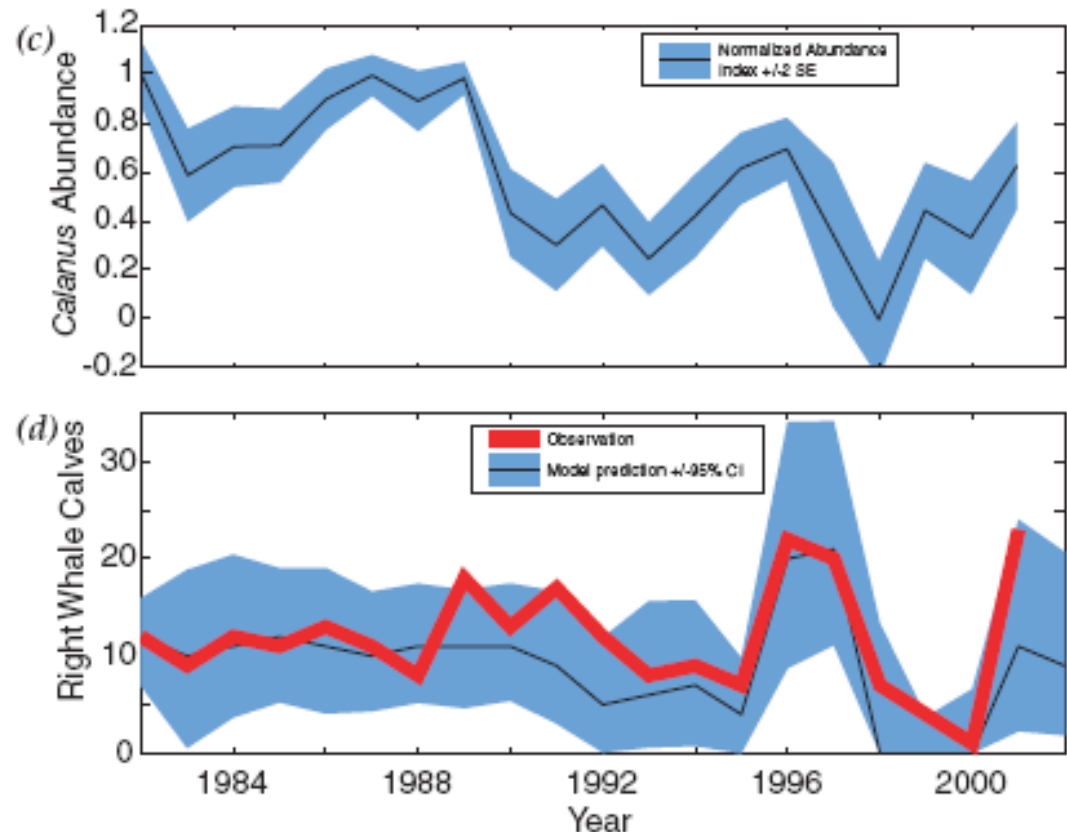 (c)
Calanus Abundance
1.2
1
0.8
0.6
0.4
0.2
0
-0.2
Normalized Abundance
Index +/-2 SE
(d)
Right Whale Calves
30
20
10
0
Observation
Model prediction +/-95% CI
1984 1988 1992 1996 2000
Year